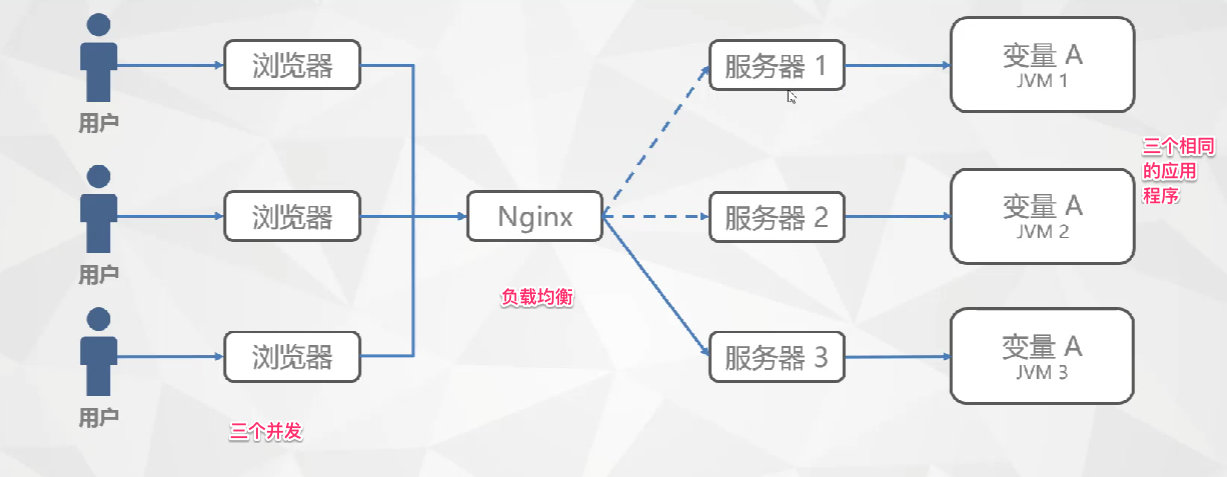 用户
浏览器
用户
浏览器
用户
浏览器
三个并发
Nginx
负载均衡
服务器 1
服务器 2
服务器 3
变量 A
JVM 1
变量 A
JVM 2
变量 A
JVM 3
三个相同
的应用
程序